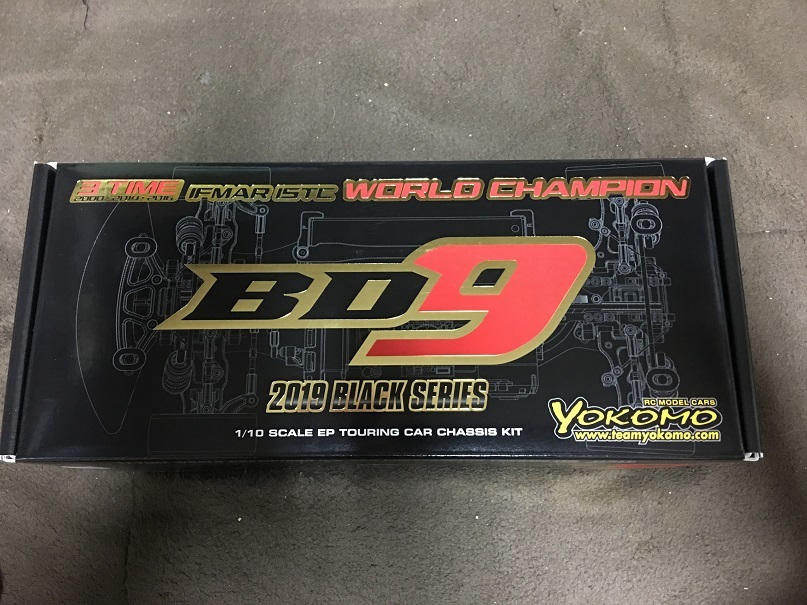 3-TIME IFMAR ISTC WORLD CHAMPION
2000 · 2010 · 2016
BD9
2019 BLACK SERIES
1/10 SCALE EP TOURING CAR CHASSIS KIT
RC MODEL CARS
YOKOMO
www.teamyokomo.com